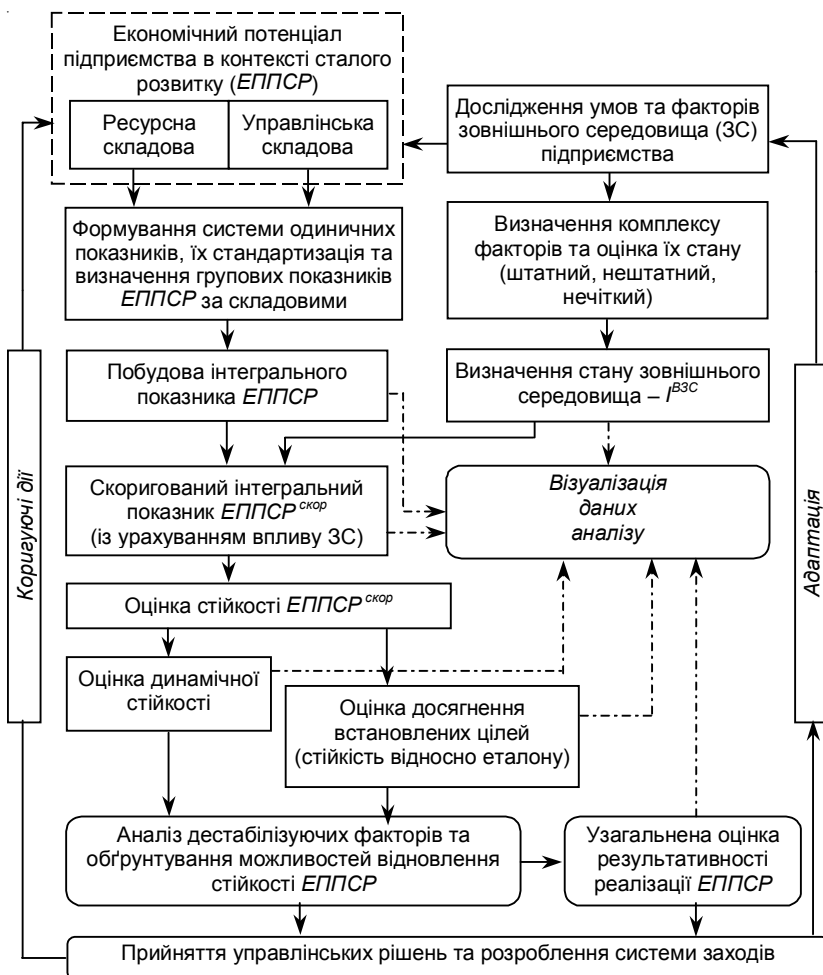 Економічний потенціал
підприємства в контексті сталого
розвитку (ЕППСР)
Ресурсна
складова
Управлінська
складова
Дослідження умов та факторів
зовнішнього середовища (ЗС)
підприємства
Формування системи одиничних
показників, їх стандартизація та
визначення групових показників
ЕППСР за складовими
Визначення комплексу
факторів та оцінка їх стану
(штатний, нештатний,
нечіткий)
Побудова інтегрального
показника ЕППСР
Визначення стану зовнішнього
середовища – I^ВЗС
Скоригований інтегральний
показник ЕППСР^скор
(із урахуванням впливу ЗС)
Візуалізація
даних
аналізу
Коригуючі дії
Адаптація
Оцінка стійкості ЕППСР^скор
Оцінка динамічної
стійкості
Оцінка досягнення
встановлених цілей
(стійкість відносно еталону)
Аналіз дестабілізуючих факторів та
обґрунтування можливостей відновлення
стійкості ЕППСР
Узагальнена оцінка
результативності
реалізації ЕППСР
Прийняття управлінських рішень та розроблення системи заходів